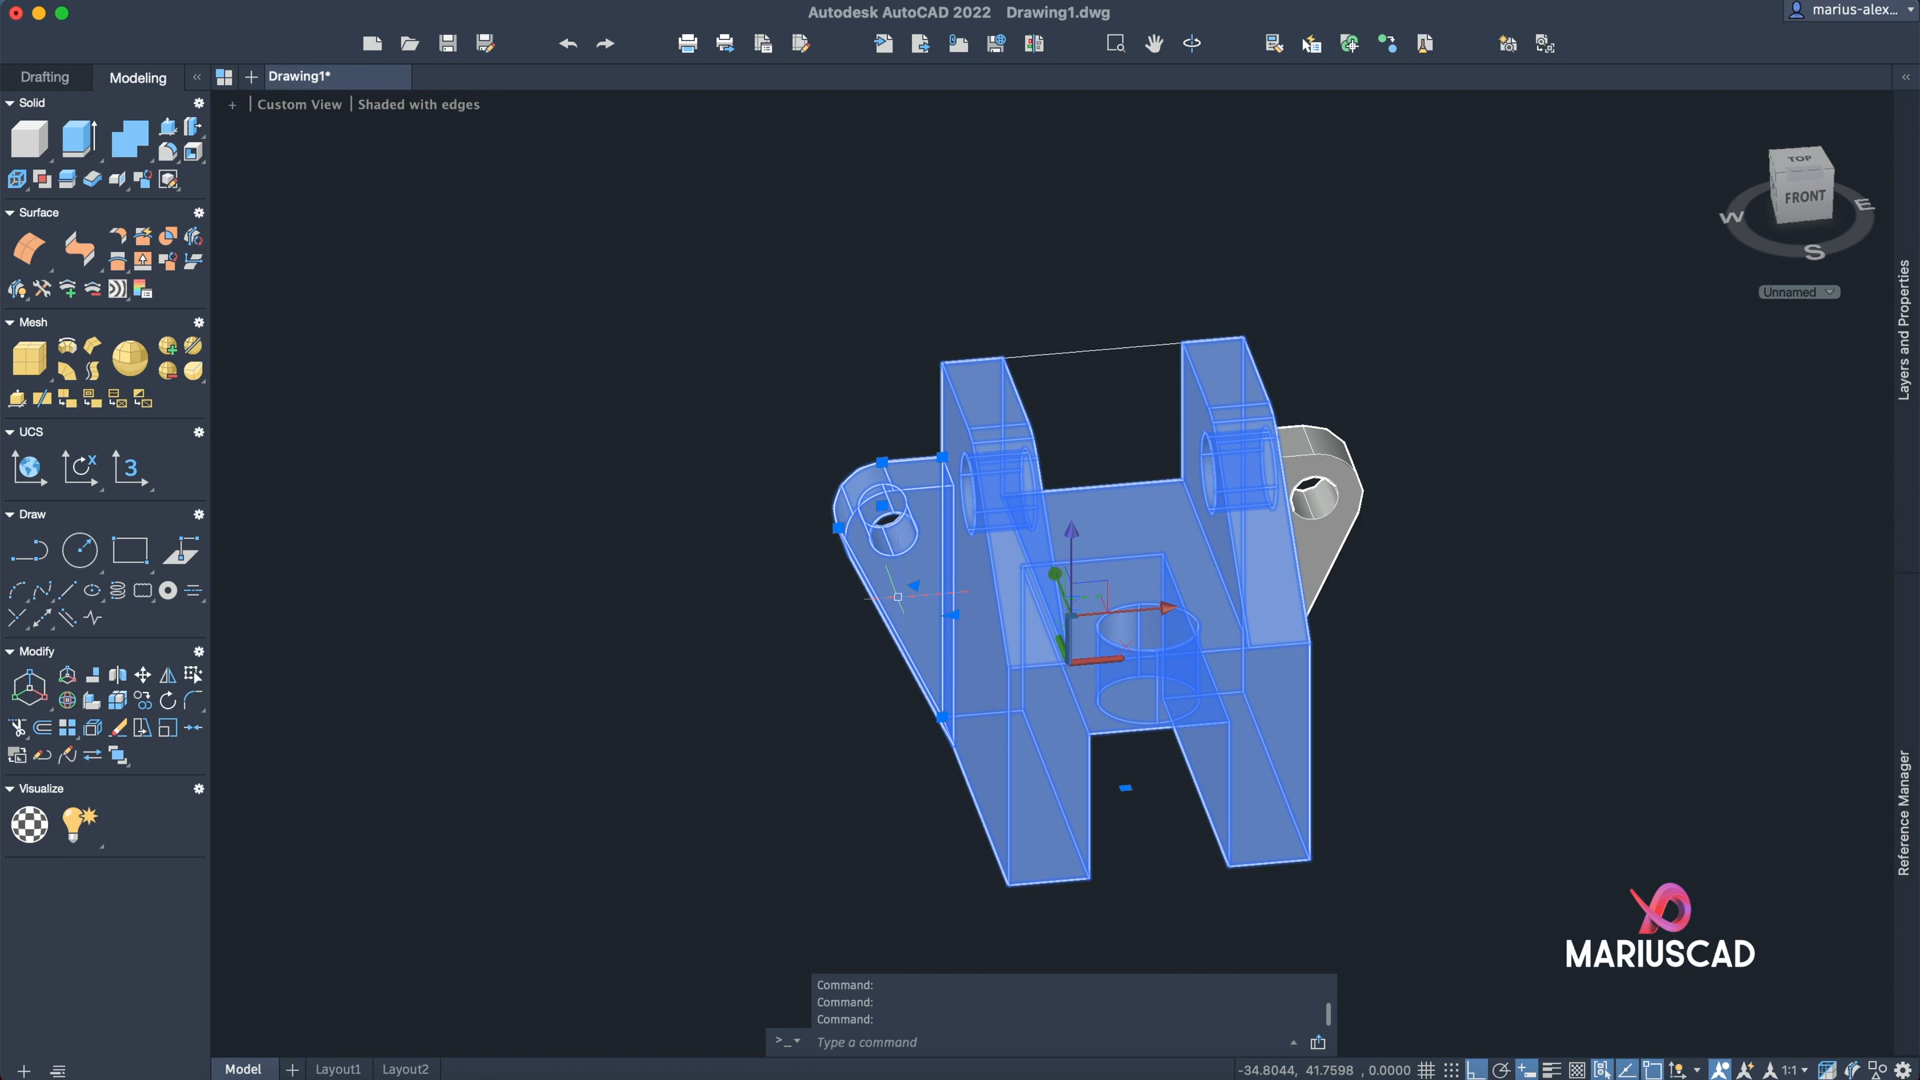 Autodesk AutoCAD 2022 Drawing1.dwg
marius-alex...
Drafting
Modeling
Drawing1*
+ | Custom View | Shaded with edges
Solid
Surface
Mesh
UCS
X
3
Draw
Modify
Visualize
TOP
FRONT
W
E
S
Unnamed
Layers and Properties
Reference Manager
MARIUSCAD
Command:
Command:
Command:
>_ Type a command
Model
Layout1
Layout2
-34.8044, 41.7598 , 0.0000
1:1